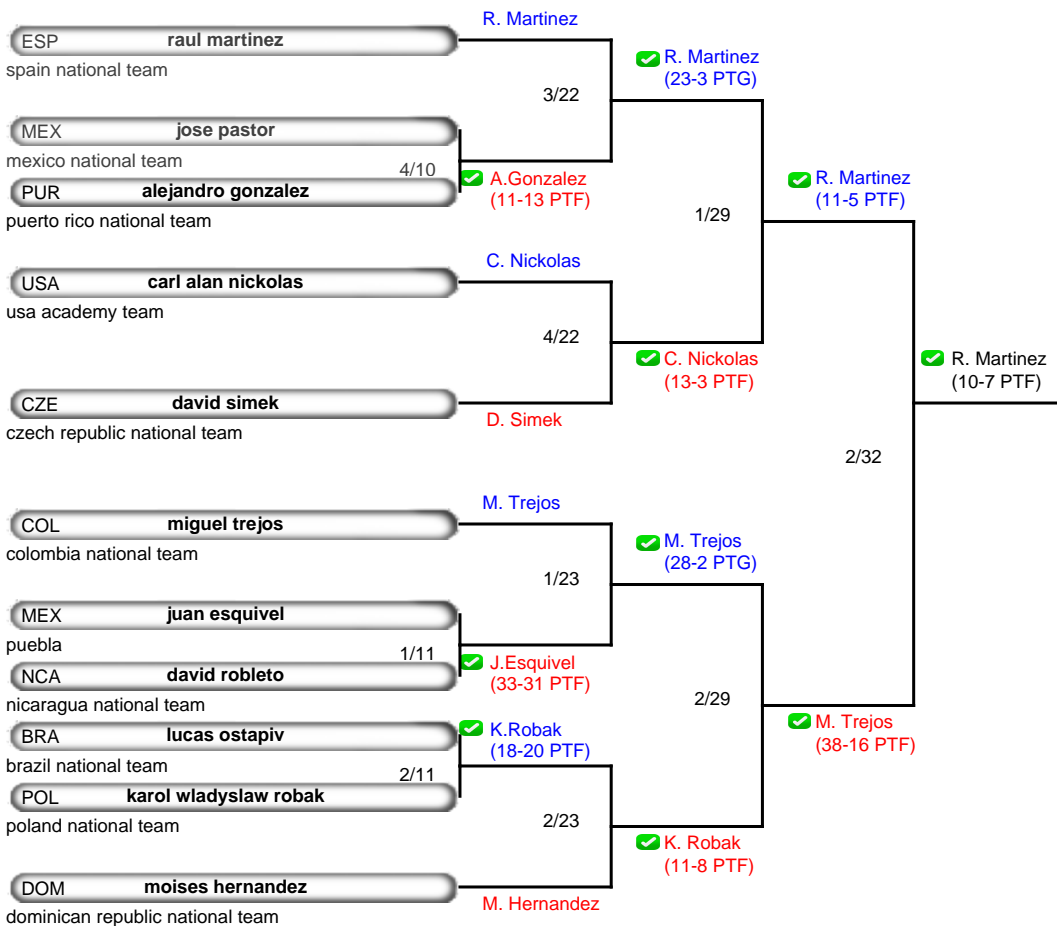 R. Martinez
ESP raul martinez
spain national team
R. Martinez
(23-3 PTG)
3/22
MEX jose pastor
mexico national team
4/10
PUR alejandro gonzalez
puerto rico national team
A.Gonzalez
(11-13 PTF)
R. Martinez
(11-5 PTF)
1/29
C. Nickolas
USA carl alan nickolas
usa academy team
4/22
C. Nickolas
(13-3 PTF)
R. Martinez
(10-7 PTF)
CZE david simek
czech republic national team
D. Simek
2/32
M. Trejos
COL miguel trejos
colombia national team
M. Trejos
(28-2 PTG)
1/23
MEX juan esquivel
puebla
1/11
NCA david robleto
nicaragua national team
J.Esquivel
(33-31 PTF)
2/29
M. Trejos
(38-16 PTF)
BRA lucas ostapiv
brazil national team
K.Robak
(18-20 PTF)
2/11
POL karol wladyslaw robak
poland national team
2/23
K. Robak
(11-8 PTF)
DOM moises hernandez
dominican republic national team
M. Hernandez